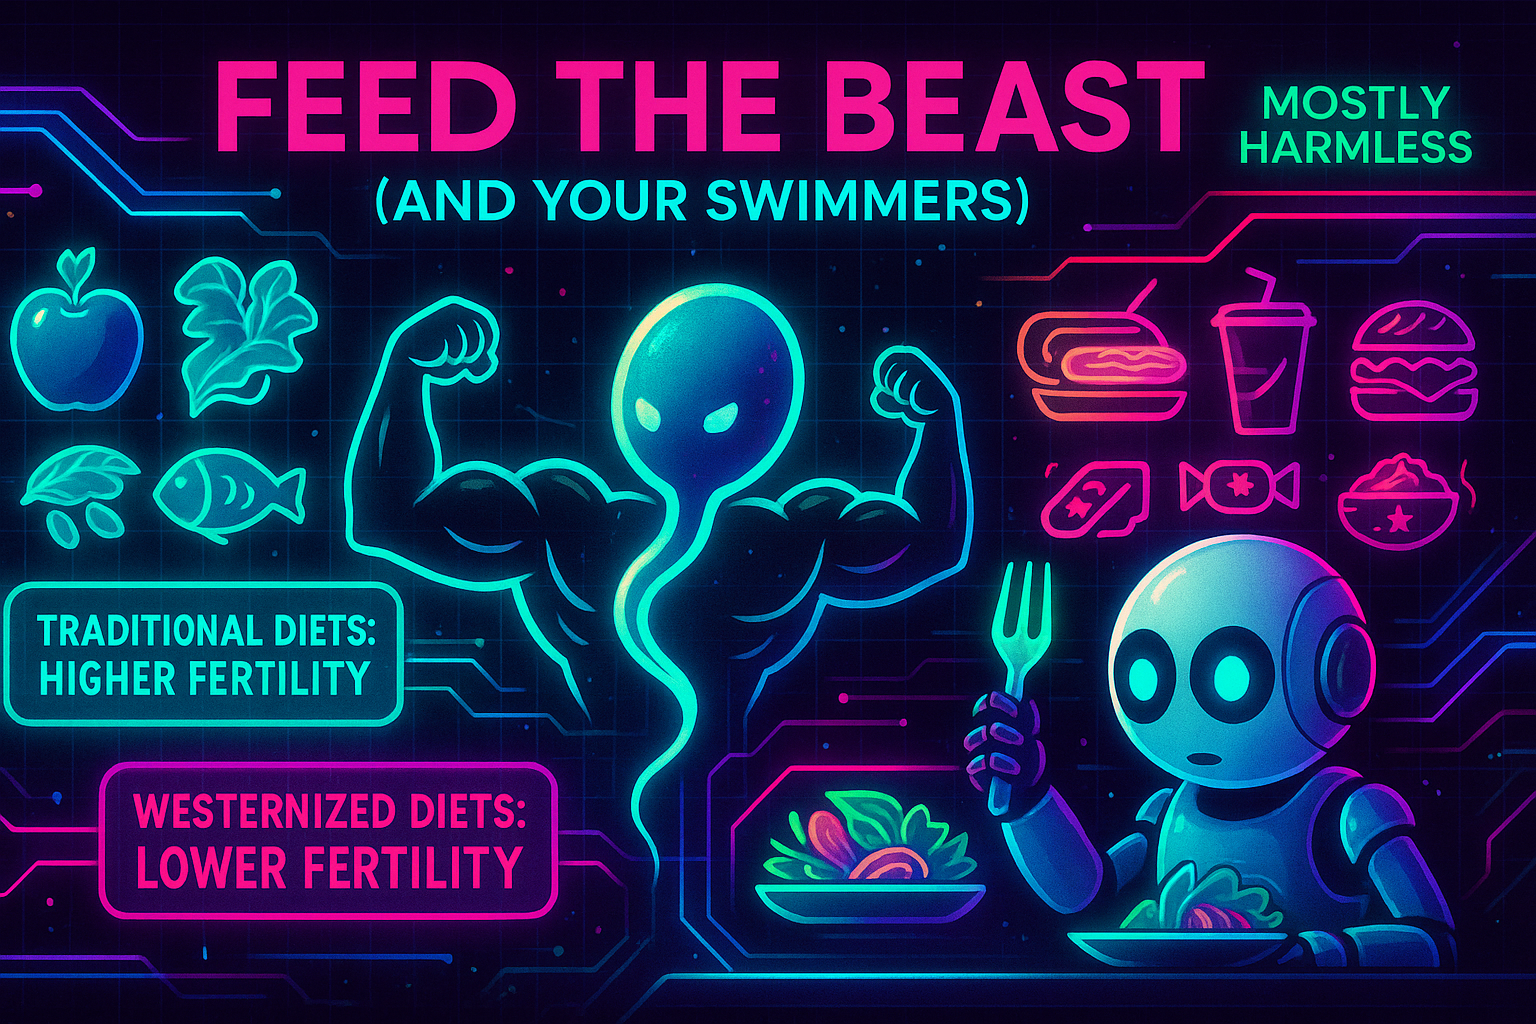 FEED THE BEAST
(AND YOUR SWIMMERS)
MOSTLY
HARMLESS
TRADITIONAL DIETS:
HIGHER FERTILITY
WESTERNIZED DIETS:
LOWER FERTILITY